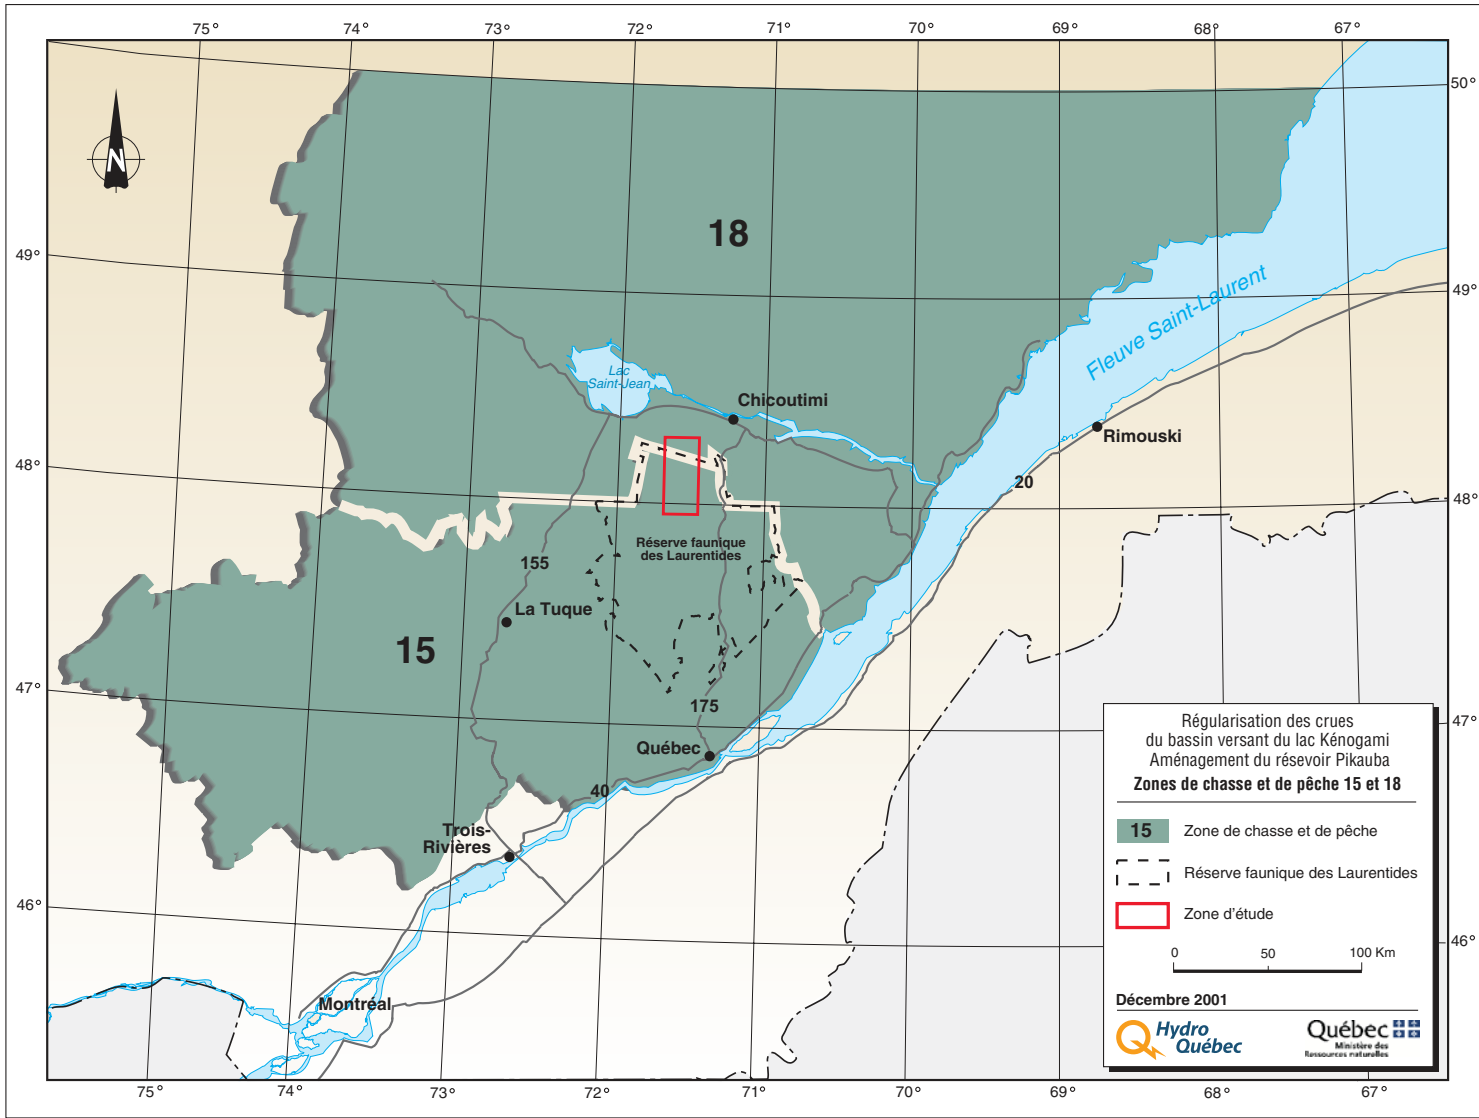 75°
74°
73°
72°
71°
70°
69°
68°
67°
50°
N
18
49°
49°
Fleuve Saint-Laurent
Lac
Saint-Jean
Chicoutimi
Rimouski
48°
20
48°
Réserve faunique
des Laurentides
155
La Tuque
15
47°
175
47°
Québec
40
Trois-
Rivières
46°
46°
Montréal
Régularisation des crues
du bassin versant du lac Kénogami
Aménagement du résevoir Pikauba
Zones de chasse et de pêche 15 et 18
15 Zone de chasse et de pêche
Réserve faunique des Laurentides
Zone d'étude
0 50 100 Km
Décembre 2001
Hydro
Québec
Québec
Ministère des
Ressources naturelles
75°
74°
73°
72°
71°
70°
69°
68°
67°